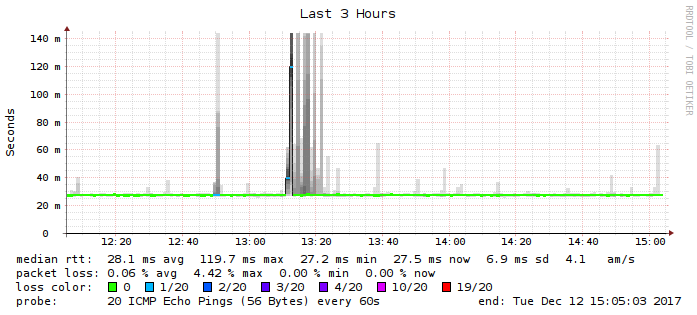 Last 3 Hours
RRDTOOL / TOBI OETIKER
Seconds
140 m
120 m
100 m
80 m
60 m
40 m
20 m
0
12:20 12:40 13:00 13:20 13:40 14:00 14:20 14:40 15:00
median rtt: 28.1 ms avg 119.7 ms max 27.2 ms min 27.5 ms now 6.9 ms sd 4.1 am/s
packet loss: 0.06 % avg 4.42 % max 0.00 % min 0.00 % now
loss color: 0 1/20 2/20 3/20 4/20 10/20 19/20
probe: 20 ICMP Echo Pings (56 Bytes) every 60s end: Tue Dec 12 15:05:03 2017